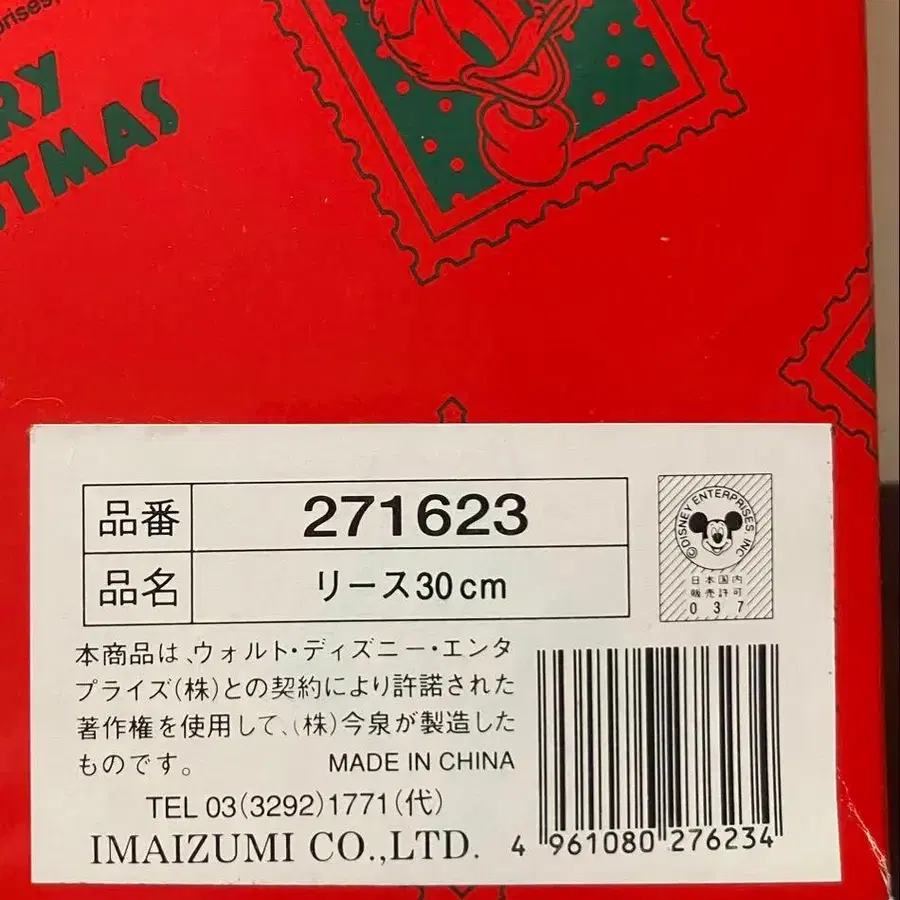 RY
STMAS
品番 271623
品名 リース30cm
©DISNEY ENTERPRISES INC
日本国内
販売許可
037
本商品は、ウォルト・ディズニー・エンタ
プライズ(株)との契約により許諾された
著作権を使用して、(株)今泉が製造した
ものです。 MADE IN CHINA
TEL 03(3292)1771(代)
IMAIZUMI CO.,LTD.
4 961080 276234